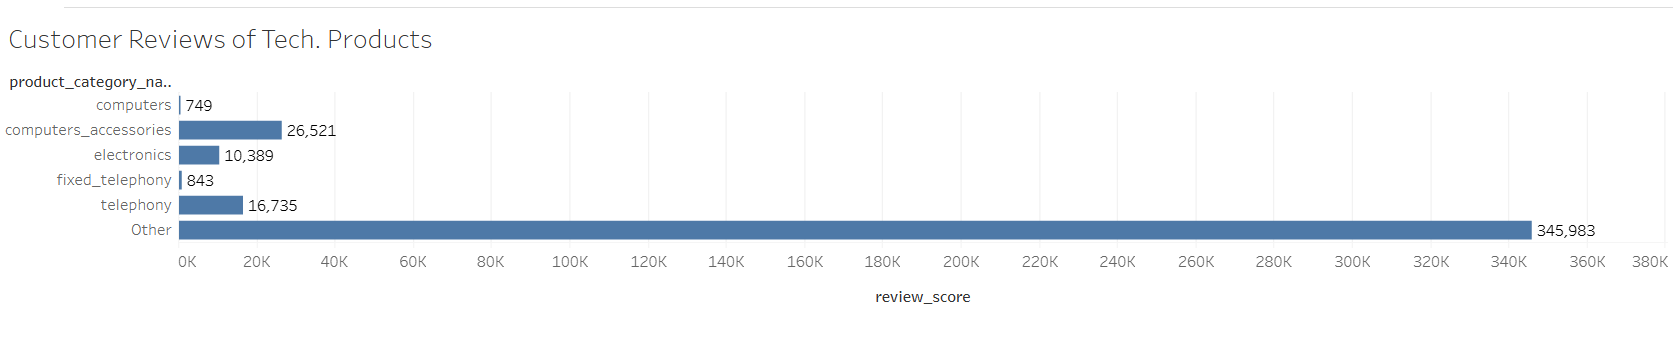 Customer Reviews of Tech. Products
product_category_na..
computers 749
computers_accessories 26,521
electronics 10,389
fixed_telephony 843
telephony 16,735
Other 345,983
0K 20K 40K 60K 80K 100K 120K 140K 160K 180K 200K 220K 240K 260K 280K 300K 320K 340K 360K 380K
review_score